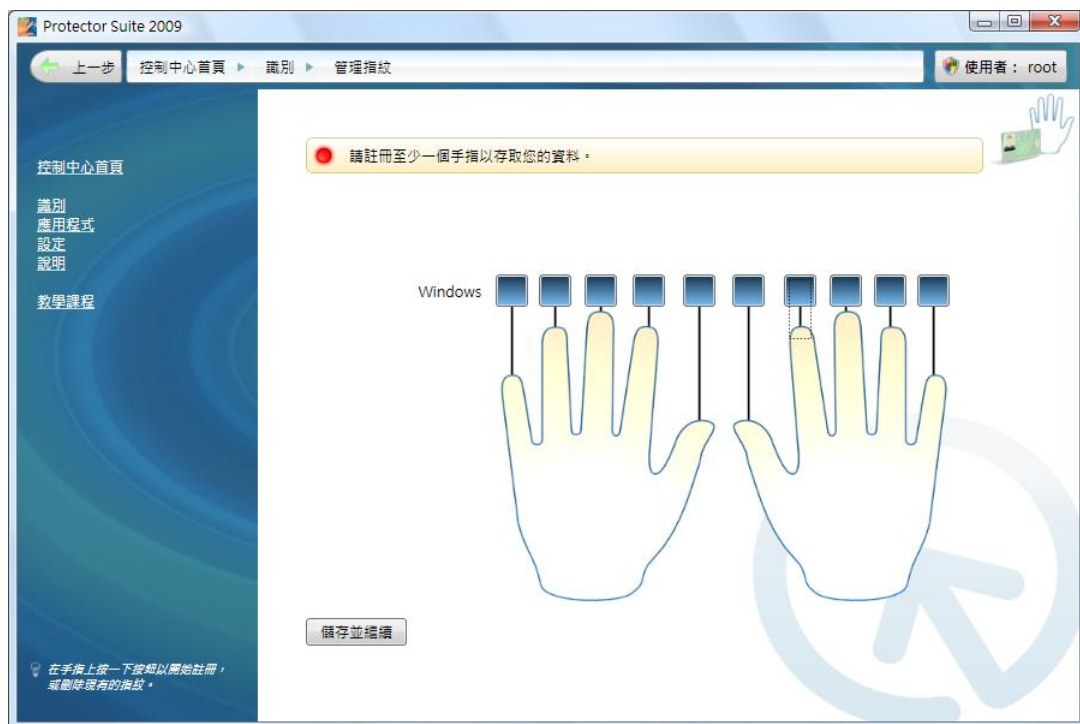 Protector Suite 2009
上一步
控制中心首頁
識別
管理指紋
使用者： root
控制中心首頁
識別
應用程式
設定
說明
教學課程
請註冊至少一個手指以存取您的資料。
Windows
儲存並繼續
在手指上按一下按鈕以開始註冊，
或刪除現有的指紋。